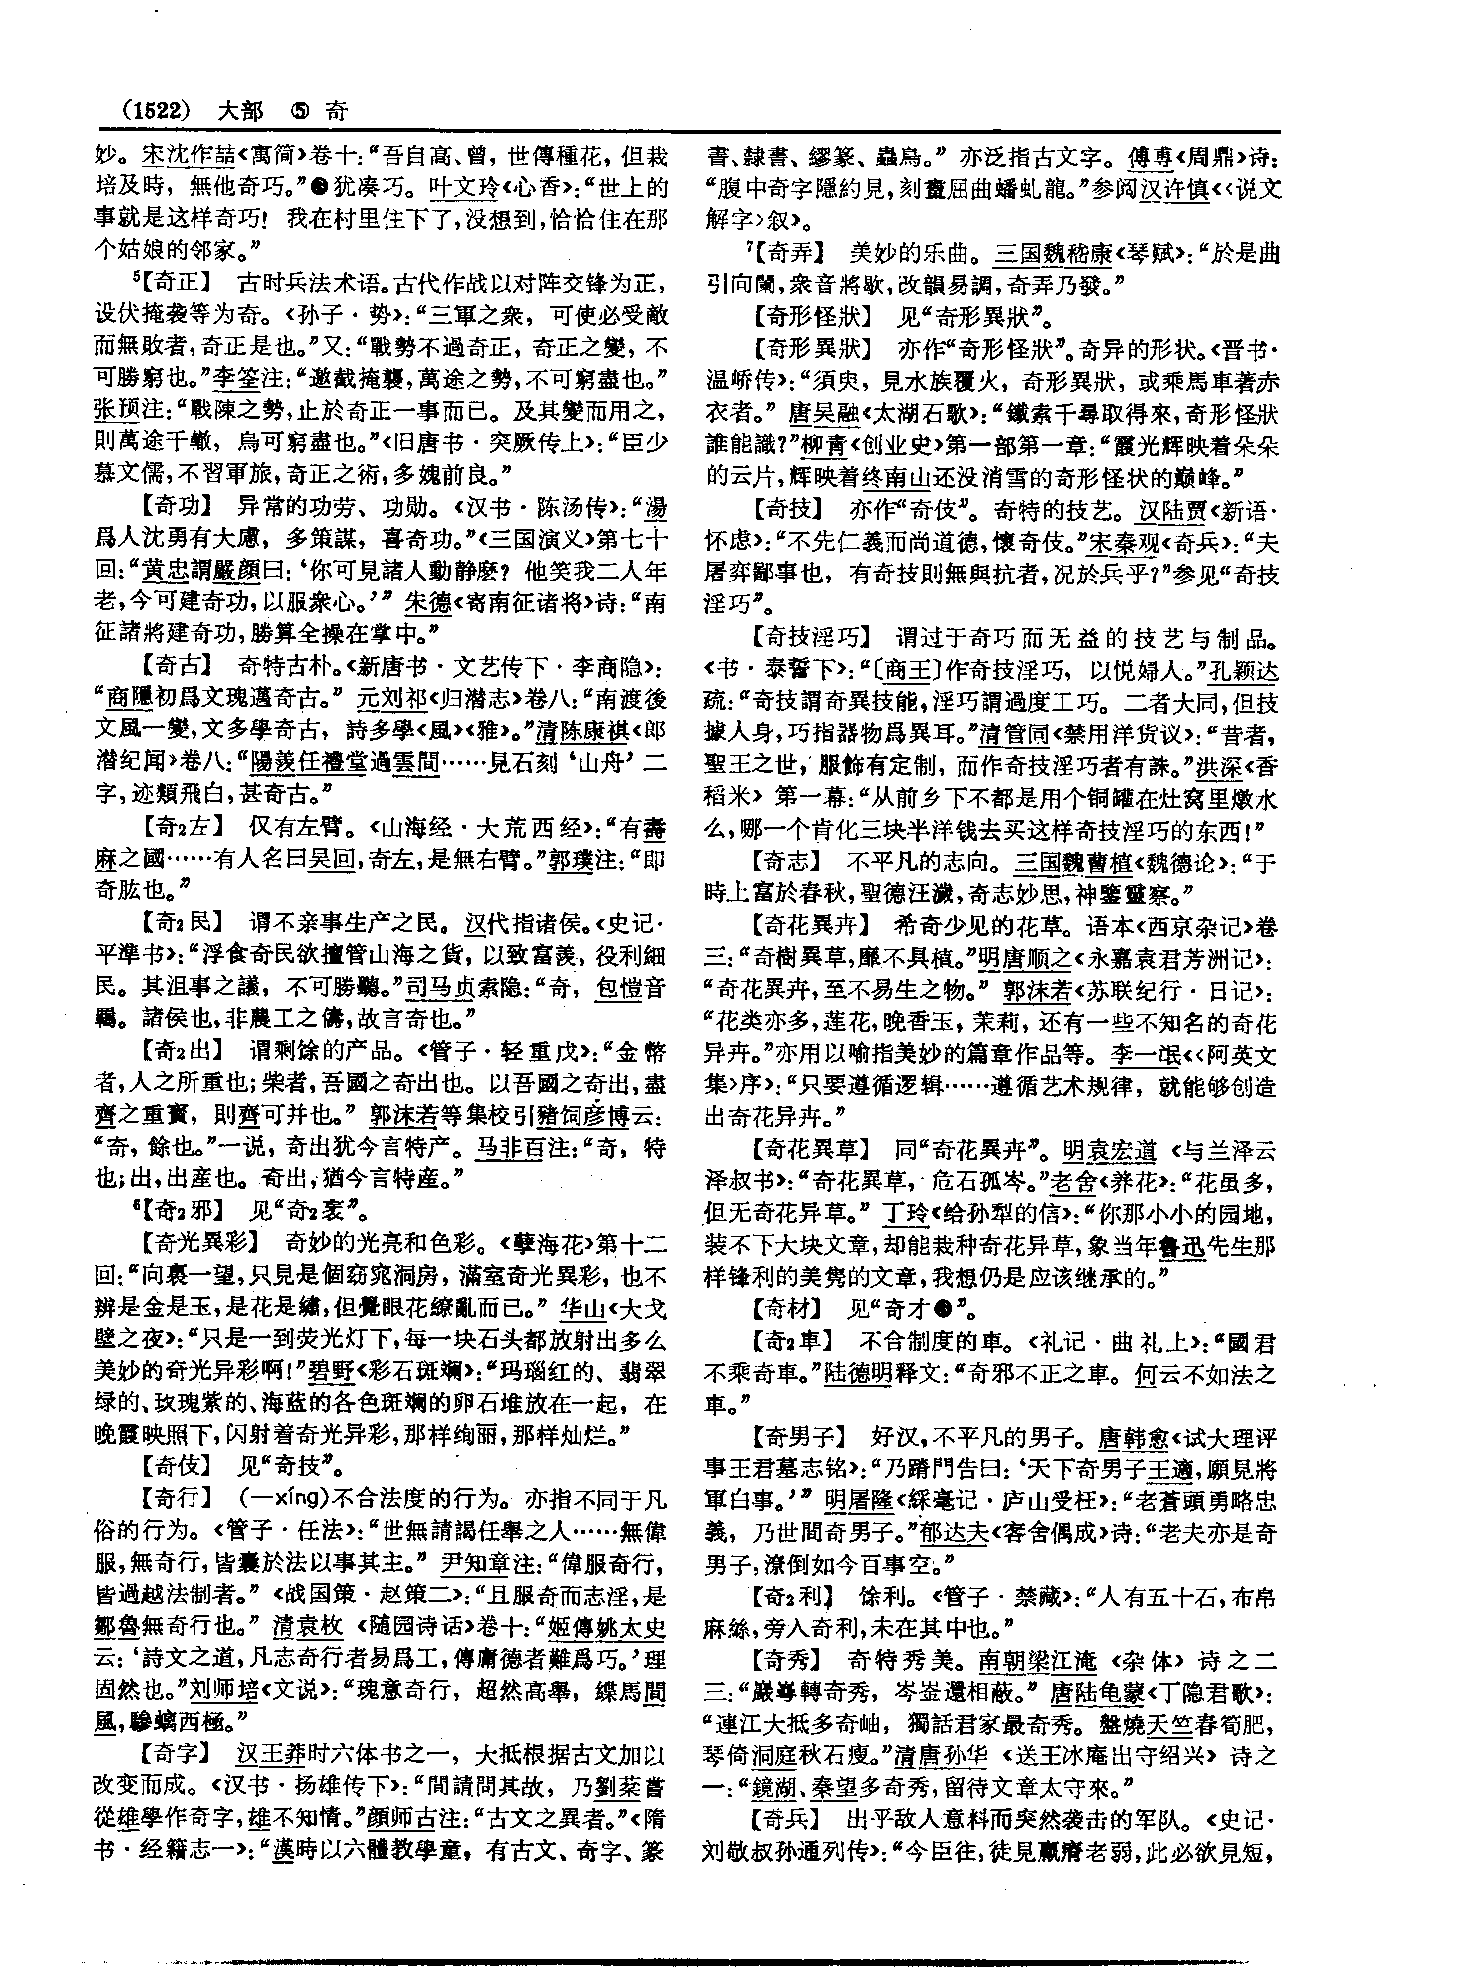 (1522)　大部　⑤　奇
妙。宋沈作喆《寓简》卷十：“吾自高、曾，世傳種花，但栽
培及時，無他奇巧。”❸犹凑巧。叶文玲《心香》：“世上的
事就是这样奇巧！我在村里住下了，没想到，恰恰住在那
个姑娘的邻家。”
⁵【奇正】　古时兵法术语。古代作战以对阵交锋为正，
设伏掩袭等为奇。《孙子·势》：“三軍之衆，可使必受敵
而無敗者，奇正是也。”又：“戰勢不過奇正，奇正之變，不
可勝窮也。”李筌注：“邀截掩襲，萬途之勢，不可窮盡也。”
张预注：“戰陳之勢，止於奇正一事而已。及其變而用之，
則萬途千轍，烏可窮盡也。”《旧唐书·突厥传上》：“臣少
慕文儒，不習軍旅，奇正之術，多媿前良。”
【奇功】　异常的功劳、功勋。《汉书·陈汤传》：“湯
爲人沈勇有大慮，多策謀，喜奇功。”《三国演义》第七十
回：“黄忠謂嚴顔曰：‘你可見諸人動静麽？他笑我二人年
老，今可建奇功，以服衆心。’”朱德《寄南征诸将》诗：“南
征諸將建奇功，勝算全操在掌中。”
【奇古】　奇特古朴。《新唐书·文艺传下·李商隐》：
“商隱初爲文瑰邁奇古。”元刘祁《归潜志》卷八：“南渡後
文風一變，文多學奇古，詩多學《風》《雅》。”清陈康祺《郎
潜纪闻》卷八：“陽羨任禮堂過雲間……見石刻‘山舟’二
字，迹類飛白，甚奇古。”
【奇₂左】　仅有左臂。《山海经·大荒西经》：“有壽
麻之國……有人名曰吴回，奇左，是無右臂。”郭璞注：“即
奇肱也。”
【奇₂民】　谓不亲事生产之民。汉代指诸侯。《史记·
平準书》：“浮食奇民欲擅管山海之貨，以致富羨，役利細
民。其沮事之議，不可勝聽。”司马贞索隐：“奇，包愷音
羈。諸侯也，非農工之儔，故言奇也。”
【奇₂出】　谓剩馀的产品。《管子·轻重戊》：“金幣
者，人之所重也；柴者，吾國之奇出也。以吾國之奇出，盡
齊之重寶，則齊可并也。”郭沫若等集校引豬饲彦博云：
“奇，餘也。”一说，奇出犹今言特产。马非百注：“奇，特
也；出，出産也。奇出，猶今言特産。”
⁶【奇₂邪】　见“奇₂衺”。
【奇光異彩】　奇妙的光亮和色彩。《孽海花》第十二
回：“向裏一望，只見是個窈窕洞房，滿室奇光異彩，也不
辨是金是玉，是花是繡，但覺眼花繚亂而已。”华山《大戈
壁之夜》：“只是一到荧光灯下，每一块石头都放射出多么
美妙的奇光异彩啊！”碧野《彩石斑斓》：“玛瑙红的、翡翠
绿的、玫瑰紫的、海蓝的各色斑斓的卵石堆放在一起，在
晚霞映照下，闪射着奇光异彩，那样绚丽，那样灿烂。”
【奇伎】　见“奇技”。
【奇行】　(—xíng)不合法度的行为。亦指不同于凡
俗的行为。《管子·任法》：“世無請謁任舉之人……無偉
服，無奇行，皆囊於法以事其主。”尹知章注：“偉服奇行，
皆過越法制者。”《战国策·赵策二》：“且服奇而志淫，是
鄒魯無奇行也。”清袁枚《随园诗话》卷十：“姬傳姚太史
云：‘詩文之道，凡志奇行者易爲工，傳庸德者難爲巧。’理
固然也。”刘师培《文说》：“瑰意奇行，超然高舉，緤馬閬
風，驂螭西極。”
【奇字】　汉王莽时六体书之一，大抵根据古文加以
改变而成。《汉书·扬雄传下》：“間請問其故，乃劉棻嘗
從雄學作奇字，雄不知情。”顔师古注：“古文之異者。”《隋
书·经籍志一》：“漢時以六體教學童，有古文、奇字、篆
書、隸書、繆篆、蟲鳥。”亦泛指古文字。傅尃《周鼎》诗：
“腹中奇字隱約見，刻畫屈曲蟠虬龍。”参阅汉许慎《〈说文
解字〉叙》。
⁷【奇弄】　美妙的乐曲。三国魏嵇康《琴赋》：“於是曲
引向闌，衆音將歇，改韻易調，奇弄乃發。”
【奇形怪狀】　见“奇形異狀”。
【奇形異狀】　亦作“奇形怪狀”。奇异的形状。《晋书·
温峤传》：“須臾，見水族覆火，奇形異狀，或乘馬車著赤
衣者。”唐吴融《太湖石歌》：“鐵索千尋取得來，奇形怪狀
誰能識？”柳青《创业史》第一部第一章：“霞光辉映着朵朵
的云片，辉映着终南山还没消雪的奇形怪状的巅峰。”
【奇技】　亦作“奇伎”。奇特的技艺。汉陆贾《新语·
怀虑》：“不先仁義而尚道德，懷奇伎。”宋秦观《奇兵》：“夫
屠弈鄙事也，有奇技則無與抗者，况於兵乎？”参见“奇技
淫巧”。
【奇技淫巧】　谓过于奇巧而无益的技艺与制品。
《书·泰誓下》：“〔商王〕作奇技淫巧，以悦婦人。”孔颖达
疏：“奇技謂奇異技能，淫巧謂過度工巧。二者大同，但技
據人身，巧指器物爲異耳。”清管同《禁用洋货议》：“昔者，
聖王之世，服飾有定制，而作奇技淫巧者有誅。”洪深《香
稻米》第一幕：“从前乡下不都是用个铜罐在灶窝里燉水
么，哪一个肯化三块半洋钱去买这样奇技淫巧的东西！”
【奇志】　不平凡的志向。三国魏曹植《魏德论》：“于
時上富於春秋，聖德汪濊，奇志妙思，神鑒靈察。”
【奇花異卉】　希奇少见的花草。语本《西京杂记》卷
三：“奇樹異草，靡不具植。”明唐顺之《永嘉袁君芳洲记》：
“奇花異卉，至不易生之物。”郭沫若《苏联纪行·日记》：
“花类亦多，莲花，晚香玉，茉莉，还有一些不知名的奇花
异卉。”亦用以喻指美妙的篇章作品等。李一氓《〈阿英文
集〉序》：“只要遵循逻辑……遵循艺术规律，就能够创造
出奇花异卉。”
【奇花異草】　同“奇花異卉”。明袁宏道《与兰泽云
泽叔书》：“奇花異草，危石孤岑。”老舍《养花》：“花虽多，
但无奇花异草。”丁玲《给孙犁的信》：“你那小小的园地，
装不下大块文章，却能栽种奇花异草，象当年鲁迅先生那
样锋利的美隽的文章，我想仍是应该继承的。”
【奇材】　见“奇才❸”。
【奇₂車】　不合制度的車。《礼记·曲礼上》：“國君
不乘奇車。”陆德明释文：“奇邪不正之車。何云不如法之
車。”
【奇男子】　好汉，不平凡的男子。唐韩愈《试大理评
事王君墓志铭》：“乃蹐門告曰：‘天下奇男子王適，願見將
軍白事。’”明屠隆《綵毫记·庐山受枉》：“老蒼頭勇略忠
義，乃世間奇男子。”郁达夫《客舍偶成》诗：“老夫亦是奇
男子，潦倒如今百事空。”
【奇₂利】　馀利。《管子·禁藏》：“人有五十石，布帛
麻絲，旁入奇利，未在其中也。”
【奇秀】　奇特秀美。南朝梁江淹《杂体》诗之二
三：“巖崿轉奇秀，岑崟還相蔽。”唐陆龟蒙《丁隐君歌》：
“連江大抵多奇岫，獨話君家最奇秀。盤燒天竺春筍肥，
琴倚洞庭秋石瘦。”清唐孙华《送王冰庵出守绍兴》诗之
一：“鏡湖、秦望多奇秀，留待文章太守來。”
【奇兵】　出乎敌人意料而突然袭击的军队。《史记·
刘敬叔孙通列传》：“今臣往，徒見羸瘠老弱，此必欲見短，